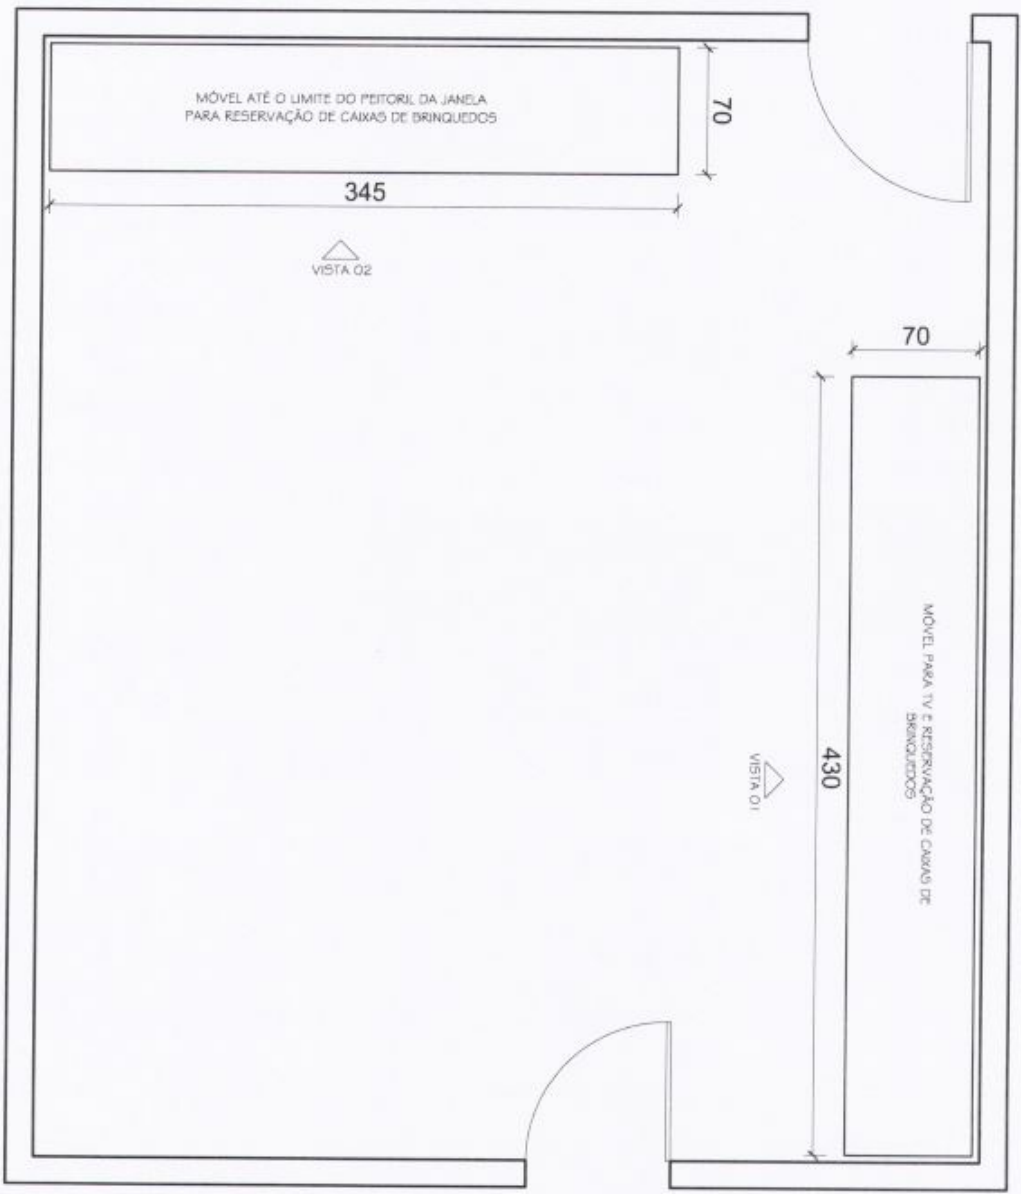 MÓVEL ATÉ O LIMITE DO PEITORIL DA JANELA
PARA RESERVAÇÃO DE CAIXAS DE BRINQUEDOS
70
345
VISTA 02
70
MÓVEL PARA TV E RESERVAÇÃO DE CAIXAS DE
BRINQUEDOS
430
VISTA 01